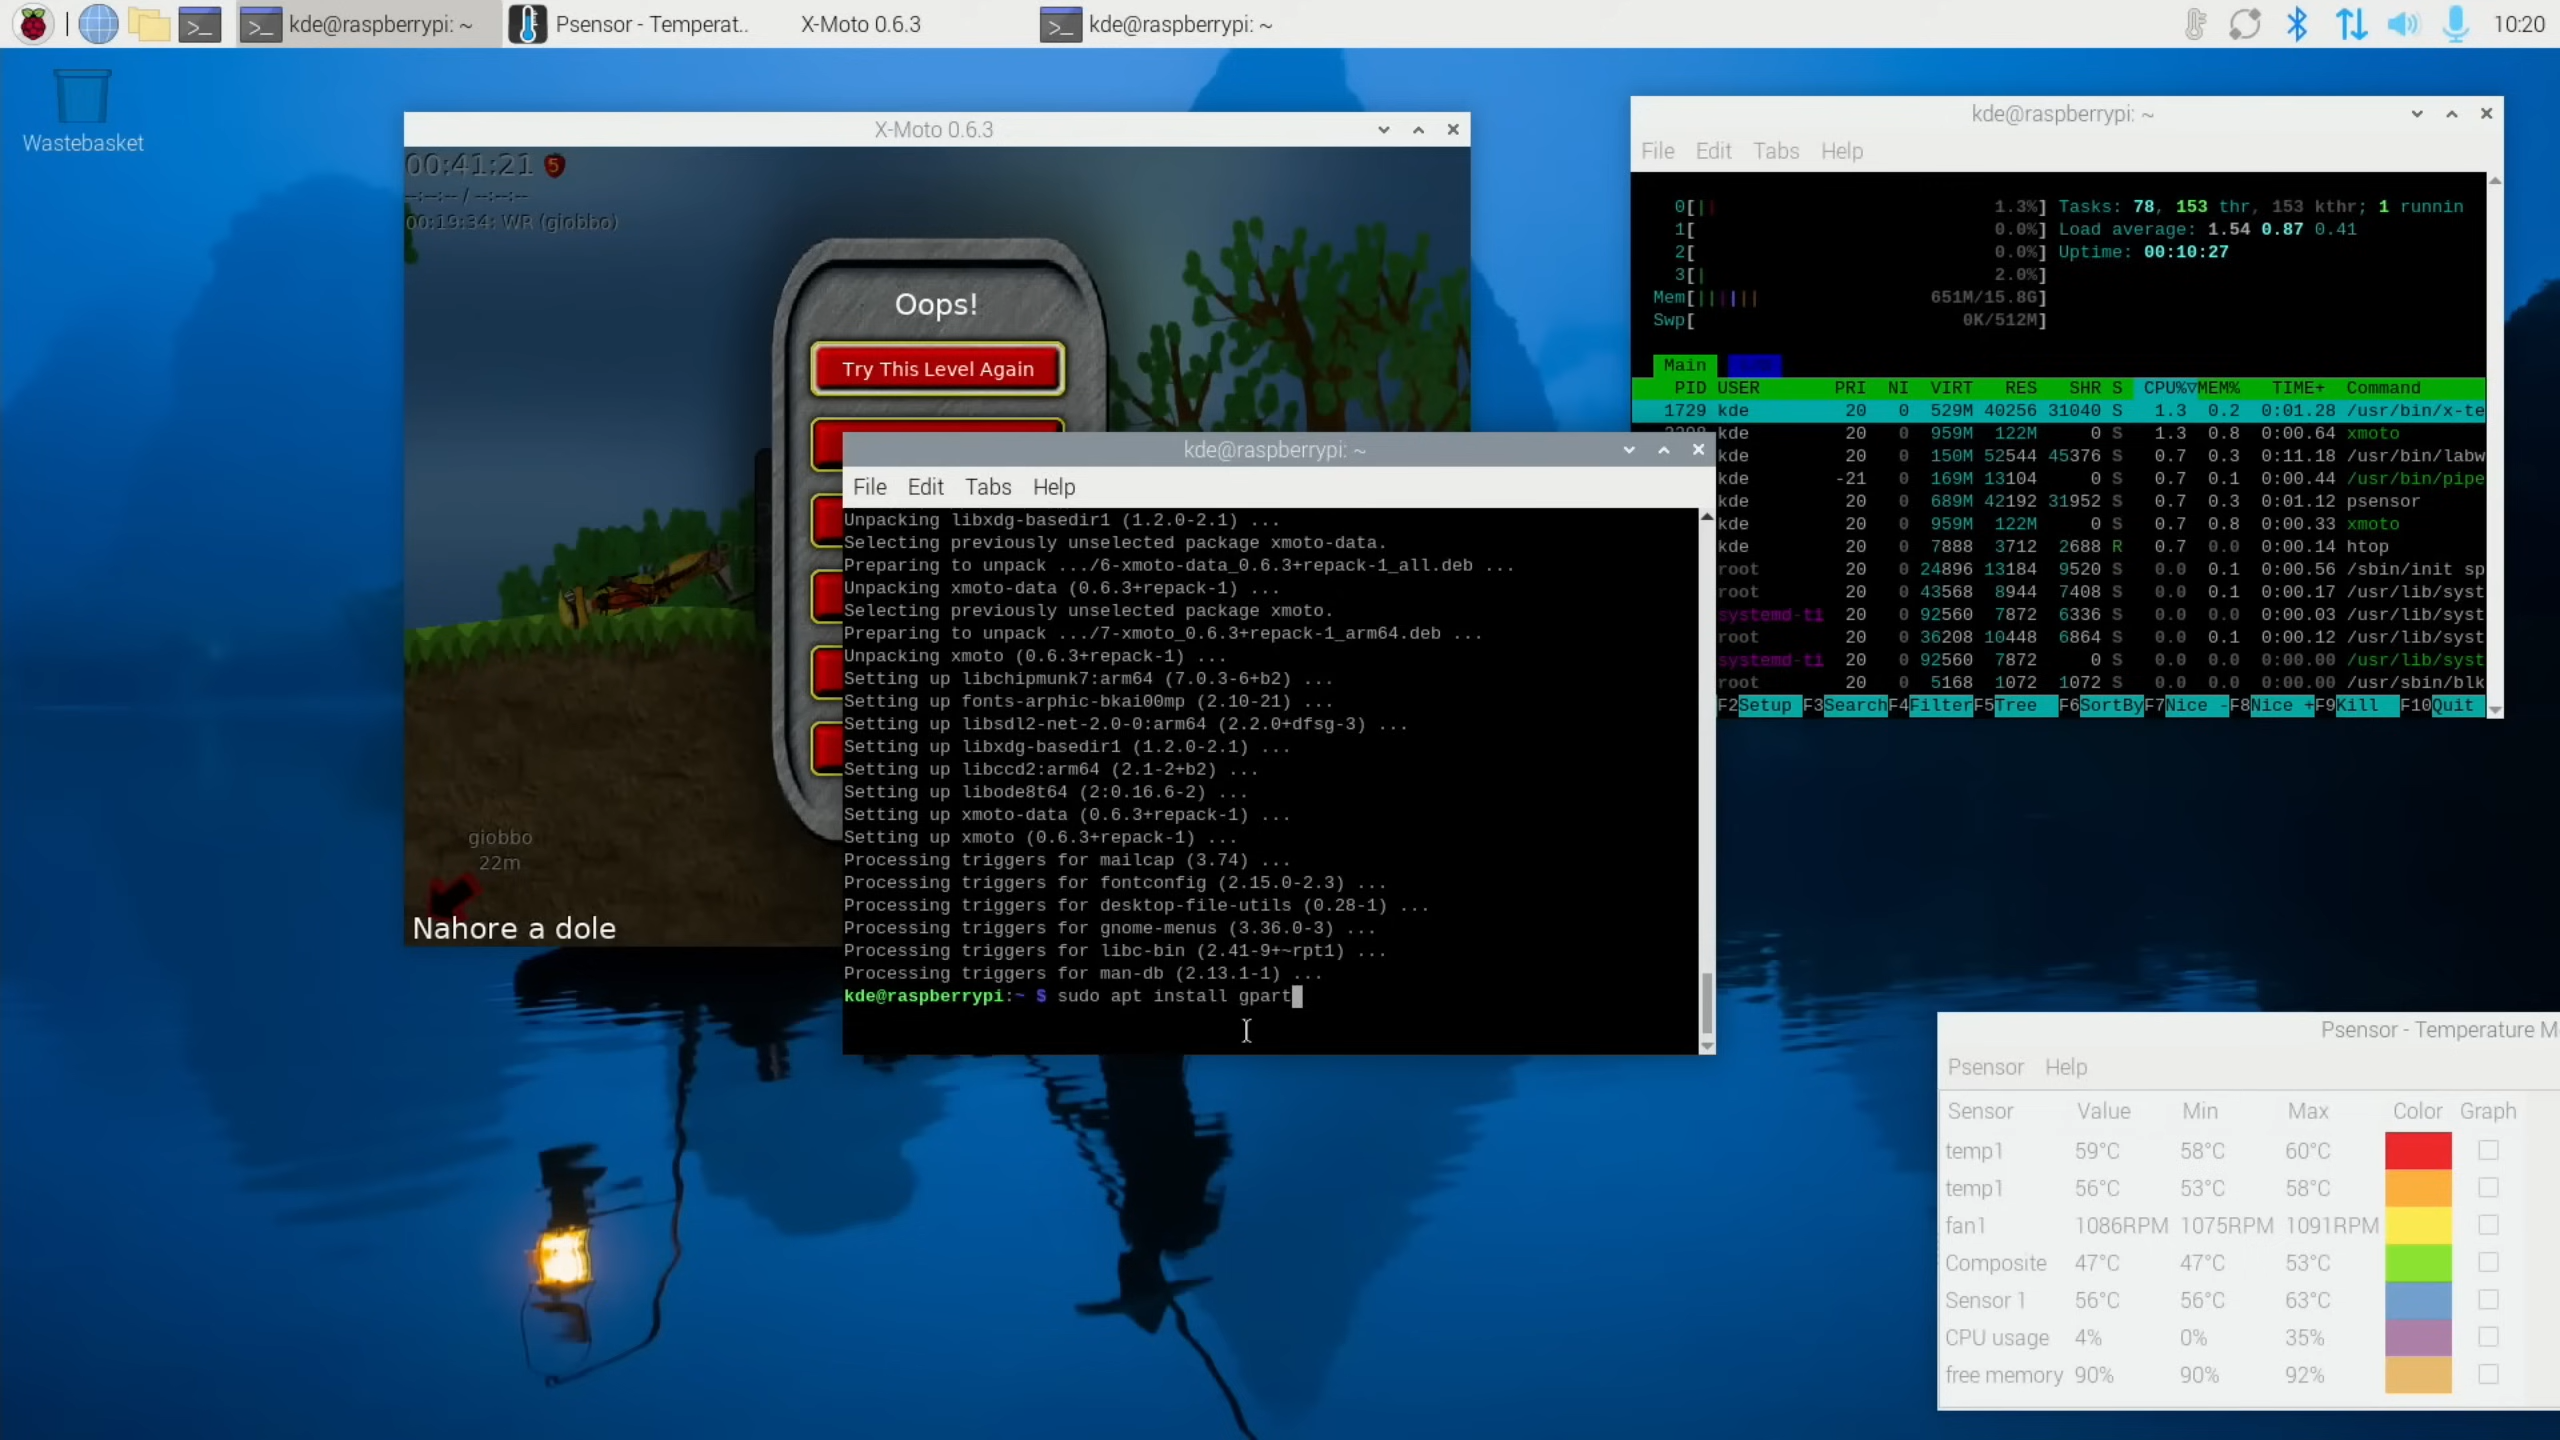 kde@raspberrypi: ~
Psensor - Temperat..
X-Moto 0.6.3
kde@raspberrypi: ~
10:20
Wastebasket
X-Moto 0.6.3
00:41:21 5
--:--:-- / --:--:--
00:19:34: WR (giobbo)
Oops!
Try This Level Again
giobbo
22m
Nahore a dole
kde@raspberrypi: ~
File Edit Tabs Help
0[|| 1.3%] Tasks: 78, 153 thr, 153 kthr; 1 runnin
1[ 0.0%] Load average: 1.54 0.87 0.41
2[ 0.0%] Uptime: 00:10:27
3[| 2.0%]
Mem[|||||| 651M/15.8G]
Swp[ 0K/512M]
Main
PID USER PRI NI VIRT RES SHR S CPU%▽MEM% TIME+ Command
1729 kde 20 0 529M 40256 31040 S 1.3 0.2 0:01.28 /usr/bin/x-te
kde 20 0 959M 122M 0 S 1.3 0.8 0:00.64 xmoto
kde 20 0 150M 52544 45376 S 0.7 0.3 0:11.18 /usr/bin/labw
kde -21 169M 13104 0 S 0.7 0.1 0:00.44 /usr/bin/pipe
kde 20 0 689M 42192 31952 S 0.7 0.3 0:01.12 psensor
kde 20 0 959M 122M 0 S 0.7 0.8 0:00.33 xmoto
kde 20 0 7888 3712 2688 R 0.7 0.0 0:00.14 htop
root 20 0 24896 13184 9520 S 0.0 0.1 0:00.56 /sbin/init sp
root 20 0 43568 8944 7408 S 0.0 0.1 0:00.17 /usr/lib/syst
systemd-ti 20 0 92560 7872 6336 S 0.0 0.0 0:00.03 /usr/lib/syst
root 20 0 36208 10448 6864 S 0.0 0.1 0:00.12 /usr/lib/syst
systemd-ti 20 0 92560 7872 0 S 0.0 0.0 0:00.00 /usr/lib/syst
root 20 0 5168 1072 1072 S 0.0 0.0 0:00.00 /usr/sbin/blk
F2Setup F3SearchF4FilterF5Tree F6SortByF7Nice -F8Nice +F9Kill F10Quit
kde@raspberrypi: ~
File Edit Tabs Help
Unpacking libxdg-basedir1 (1.2.0-2.1) ...
Selecting previously unselected package xmoto-data.
Preparing to unpack .../6-xmoto-data_0.6.3+repack-1_all.deb ...
Unpacking xmoto-data (0.6.3+repack-1) ...
Selecting previously unselected package xmoto.
Preparing to unpack .../7-xmoto_0.6.3+repack-1_arm64.deb ...
Unpacking xmoto (0.6.3+repack-1) ...
Setting up libchipmunk7:arm64 (7.0.3-6+b2) ...
Setting up fonts-arphic-bkai00mp (2.10-21) ...
Setting up libsdl2-net-2.0-0:arm64 (2.2.0+dfsg-3) ...
Setting up libxdg-basedir1 (1.2.0-2.1) ...
Setting up libccd2:arm64 (2.1-2+b2) ...
Setting up libode8t64 (2:0.16.6-2) ...
Setting up xmoto-data (0.6.3+repack-1) ...
Setting up xmoto (0.6.3+repack-1) ...
Processing triggers for mailcap (3.74) ...
Processing triggers for fontconfig (2.15.0-2.3) ...
Processing triggers for desktop-file-utils (0.28-1) ...
Processing triggers for gnome-menus (3.36.0-3) ...
Processing triggers for libc-bin (2.41-9+~rpt1) ...
Processing triggers for man-db (2.13.1-1) ...
kde@raspberrypi:~ $ sudo apt install gpart
Psensor - Temperature M
Psensor Help
Sensor Value Min Max Color Graph
temp1 59°C 58°C 60°C
temp1 56°C 53°C 58°C
fan1 1086RPM 1075RPM 1091RPM
Composite 47°C 47°C 53°C
Sensor 1 56°C 56°C 63°C
CPU usage 4% 0% 35%
free memory 90% 90% 92%